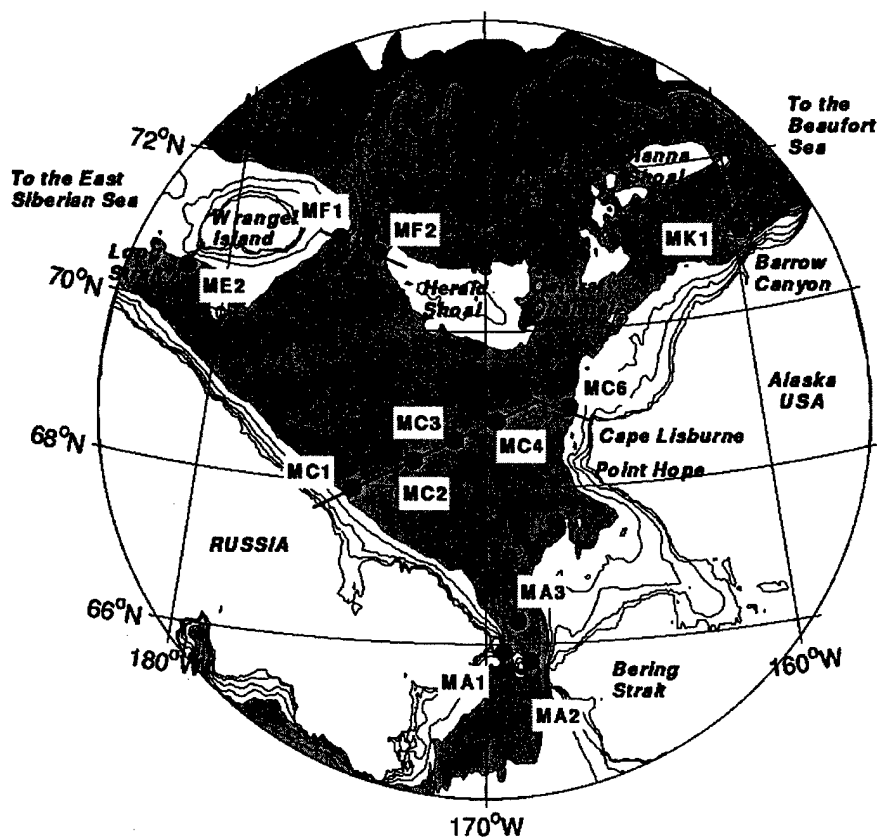 To the
Beaufort
Sea
72°N
To the East
Siberian Sea
Wrangel
Island
MF1
MF2
MK1
70°N
ME2
Herald
Shoal
Barrow
Canyon
MC6
Alaska
USA
68°N
MC3
MC4
Cape Lisburne
Point Hope
MC1
MC2
RUSSIA
66°N
MA3
180°W
160°W
Bering
Strak
MA1
MA2
170°W